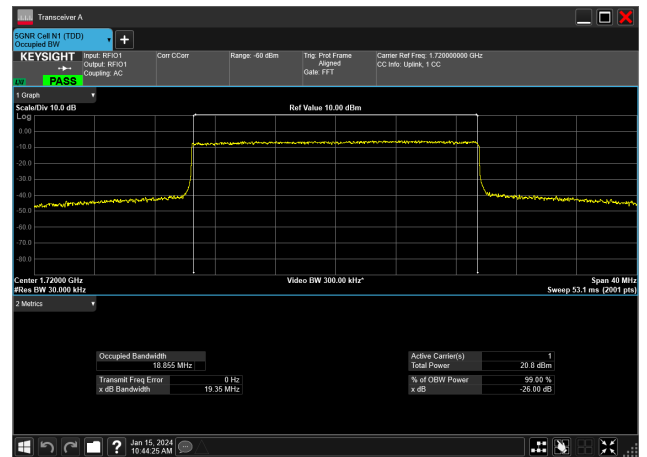 Transceiver A
5GNR Cell N1 (TDD)
Occupied BW
KEYSIGHT
LW PASS
Input: RFIO1
Output: RFIO1
Coupling: AC
Corr CCorr
Range: -60 dBm
Trig: Prot Frame
Aligned
Gate: FFT
Carrier Ref Freq: 1.720000000 GHz
CC Info: Uplink, 1 CC
1 Graph
Scale/Div 10.0 dB
Ref Value 10.00 dBm
Log
0.00
-10.0
-20.0
-30.0
-40.0
-50.0
-60.0
-70.0
-80.0
Center 1.72000 GHz
#Res BW 30.000 kHz
Video BW 300.00 kHz*
Span 40 MHz
Sweep 53.1 ms (2001 pts)
2 Metrics
Occupied Bandwidth
18.855 MHz
Transmit Freq Error 0 Hz
x dB Bandwidth 19.35 MHz
Active Carrier(s) 1
Total Power 20.8 dBm
% of OBW Power 99.00 %
x dB -26.00 dB
?
Jan 15, 2024
10:44:25 AM